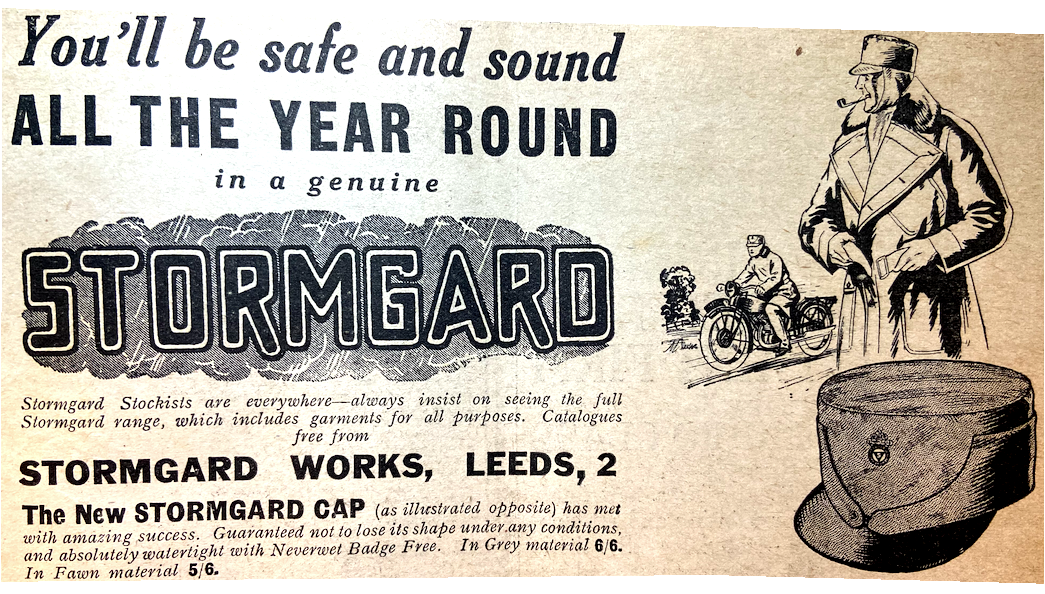 You'll be safe and sound
ALL THE YEAR ROUND
in a genuine
STORMGARD
Stormgard Stockists are everywhere—always insist on seeing the full
Stormgard range, which includes garments for all purposes. Catalogues
free from
STORMGARD WORKS, LEEDS, 2
The New STORMGARD CAP (as illustrated opposite) has met
with amazing success. Guaranteed not to lose its shape under any conditions,
and absolutely watertight with Neverwet Badge Free. In Grey material 6/6.
In Fawn material 5/6.